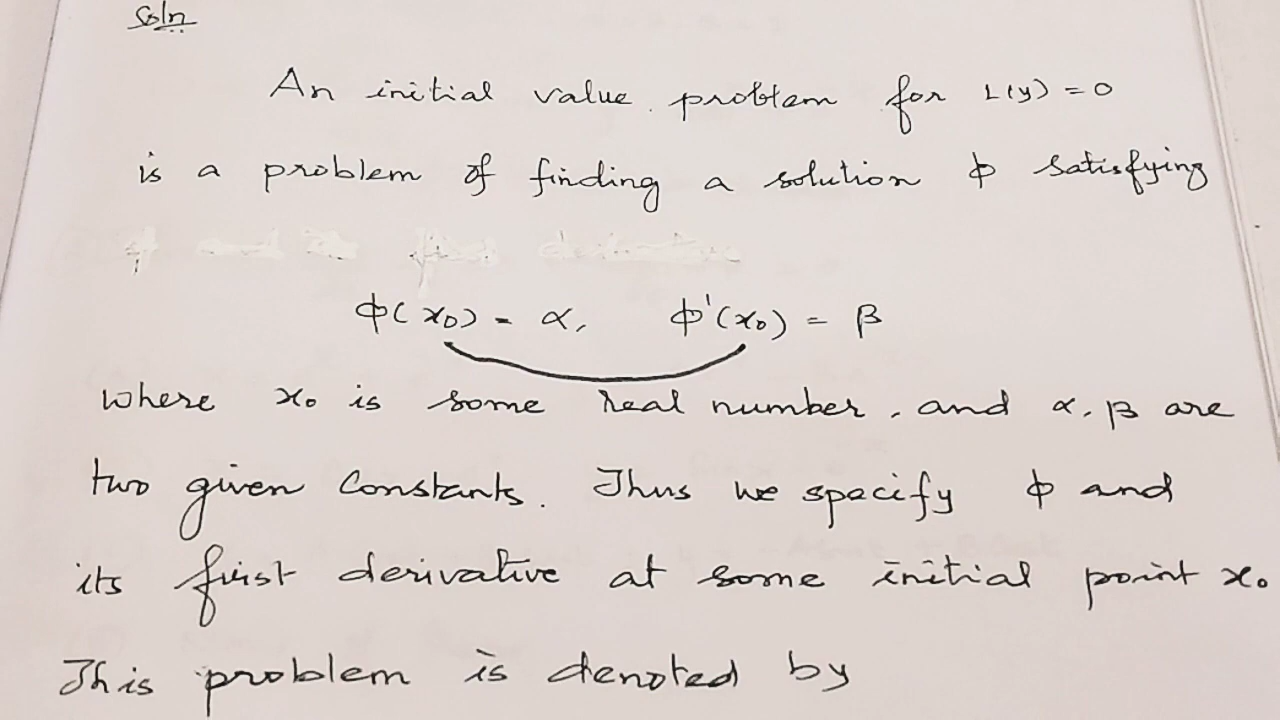 Soln
An initial value problem for L(y) = 0
is a problem of finding a solution ϕ satisfying
ϕ(x₀) = α, ϕ'(x₀) = β
where x₀ is some real number, and α, β are
two given constants. Thus we specify ϕ and
its first derivative at some initial point x₀
This problem is denoted by